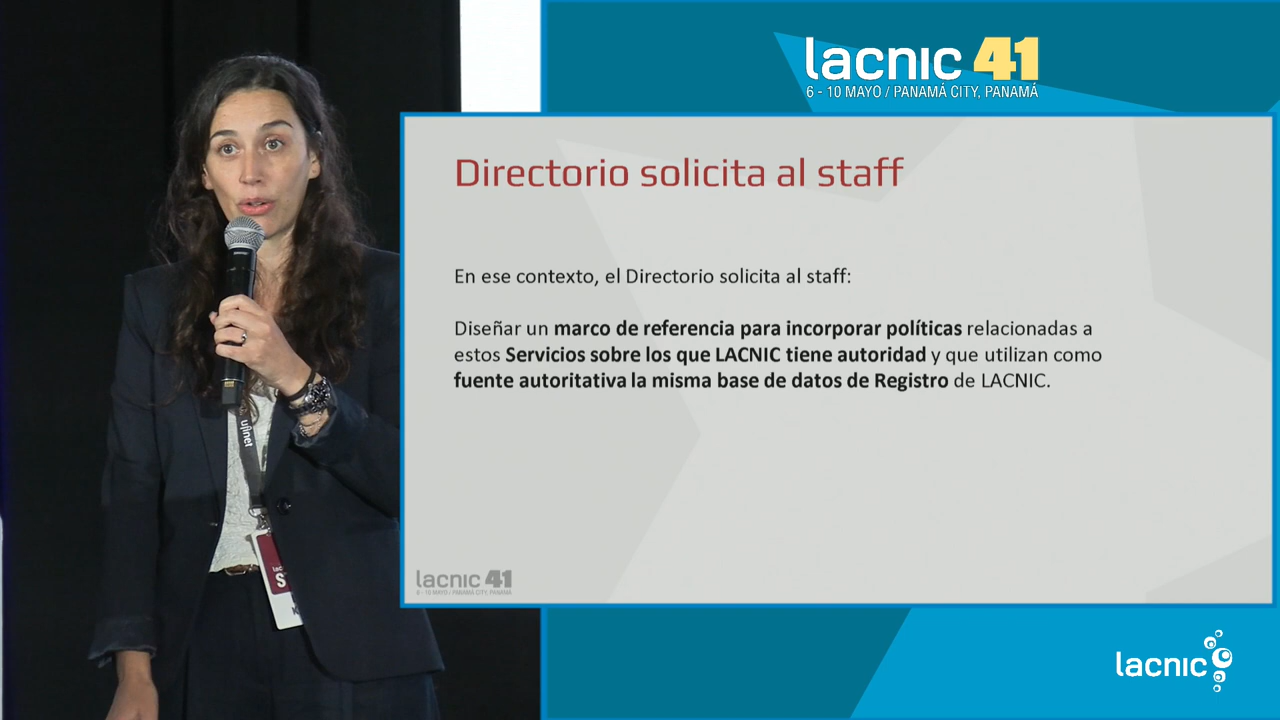 lacnic 41
6 - 10 MAYO / PANAMÁ CITY, PANAMÁ
Directorio solicita al staff
En ese contexto, el Directorio solicita al staff:
Diseñar un marco de referencia para incorporar políticas relacionadas a
estos Servicios sobre los que LACNIC tiene autoridad y que utilizan como
fuente autoritativa la misma base de datos de Registro de LACNIC.
lacnic 41
6 - 10 MAYO / PANAMÁ CITY, PANAMÁ
ufinet
lacnic